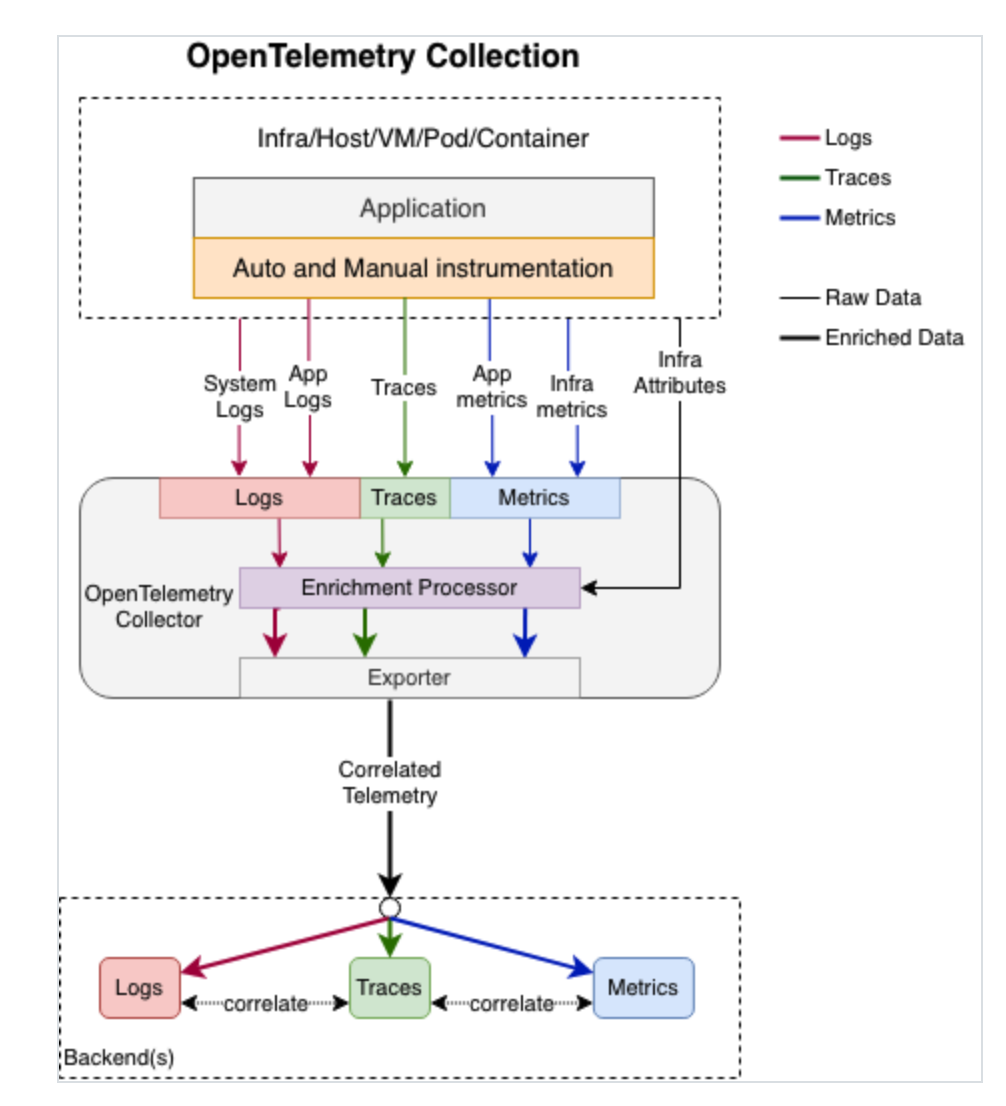 OpenTelemetry Collection
Infra/Host/VM/Pod/Container
Application
Auto and Manual instrumentation
Logs
Traces
Metrics
Raw Data
Enriched Data
System
Logs
App
Logs
Traces
App
metrics
Infra
metrics
Infra
Attributes
Logs
Traces
Metrics
OpenTelemetry
Collector
Enrichment Processor
Exporter
Correlated
Telemetry
Logs
correlate
Traces
correlate
Metrics
Backend(s)